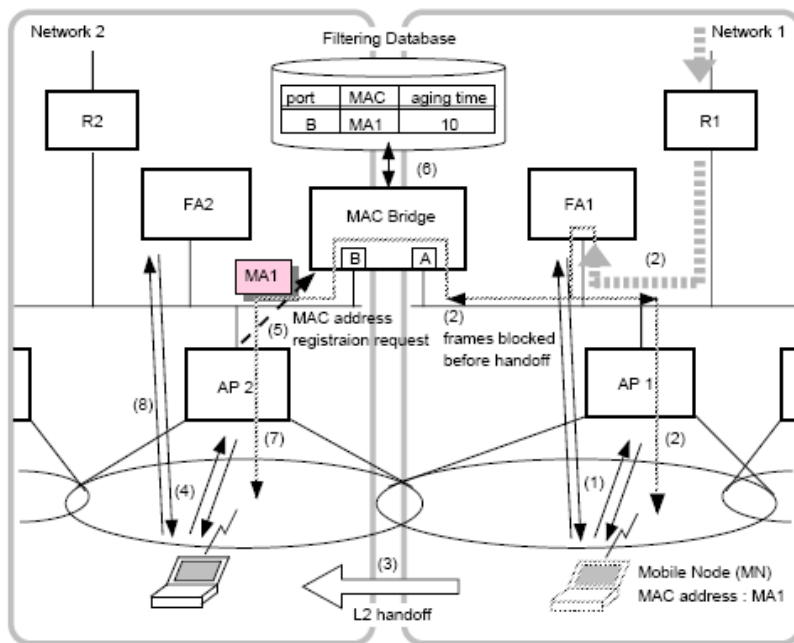 Network 2
Network 1
Filtering Database
port MAC aging time
B MA1 10
R2
R1
(6)
FA2
MAC Bridge
FA1
B
A
MA1
(2)
(5)
MAC address
registraion request
(2)
frames blocked
before handoff
AP 2
AP 1
(8)
(7)
(2)
(4)
(1)
(3)
L2 handoff
Mobile Node (MN)
MAC address : MA1